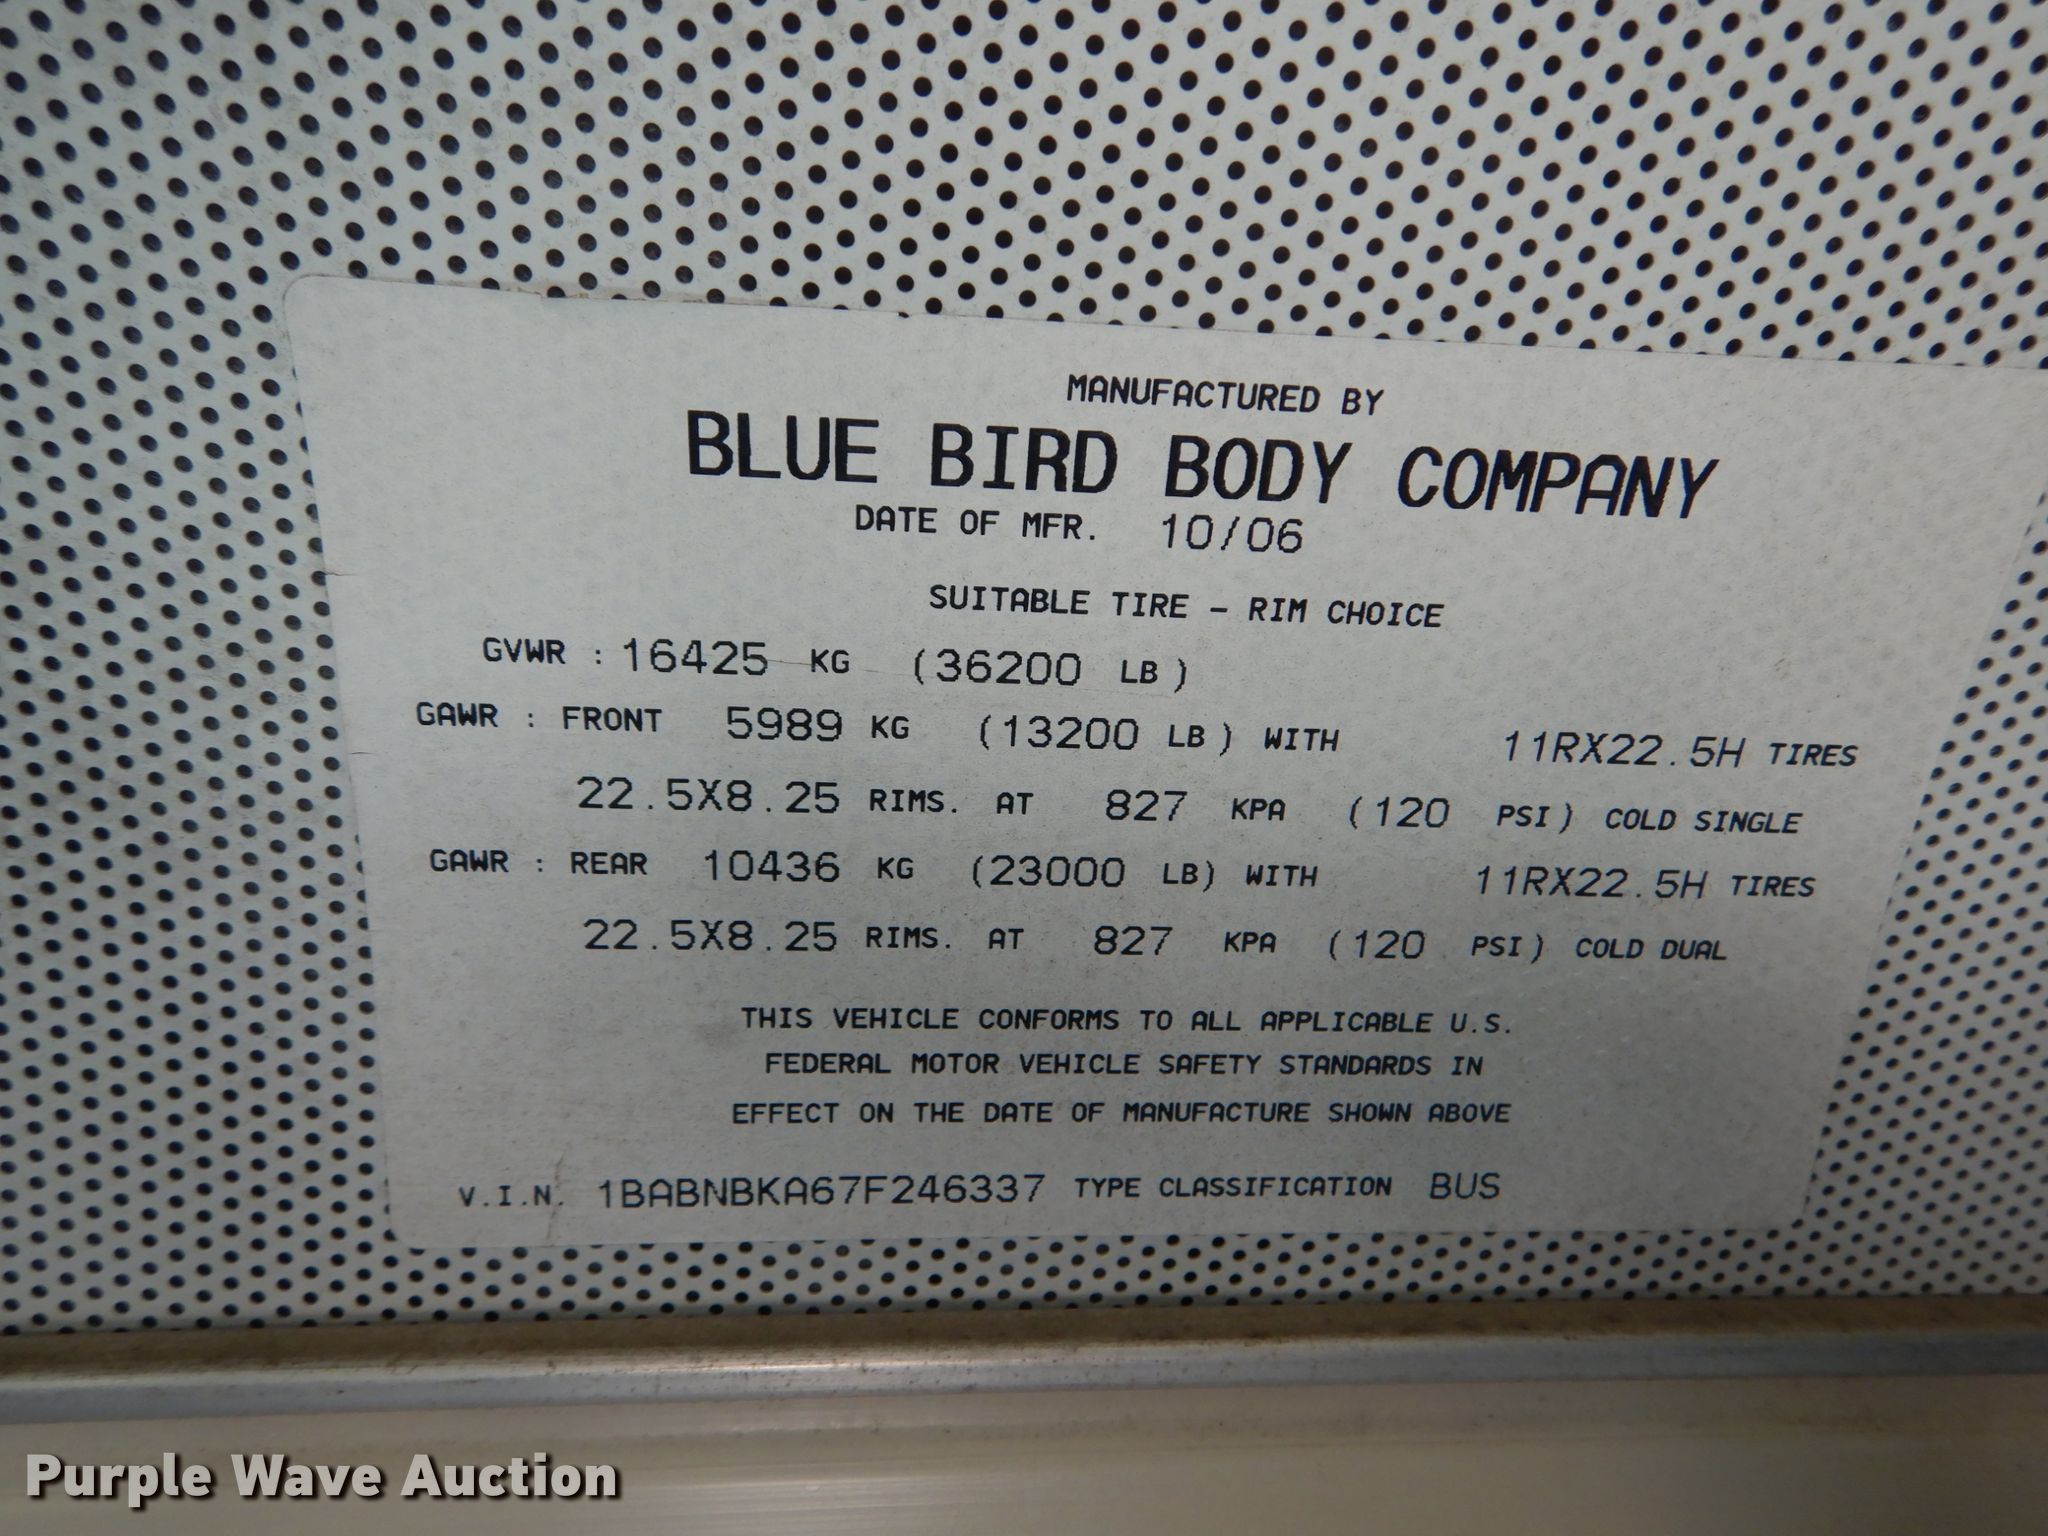 MANUFACTURED BY
BLUE BIRD BODY COMPANY
DATE OF MFR. 10/06
SUITABLE TIRE - RIM CHOICE
GVWR : 16425 KG (36200 LB)
GAWR : FRONT 5989 KG (13200 LB) WITH 11RX22.5H TIRES
22.5X8.25 RIMS. AT 827 KPA (120 PSI) COLD SINGLE
GAWR : REAR 10436 KG (23000 LB) WITH 11RX22.5H TIRES
22.5X8.25 RIMS. AT 827 KPA (120 PSI) COLD DUAL
THIS VEHICLE CONFORMS TO ALL APPLICABLE U.S.
FEDERAL MOTOR VEHICLE SAFETY STANDARDS IN
EFFECT ON THE DATE OF MANUFACTURE SHOWN ABOVE
V.I.N. 1BABNBKA67F246337 TYPE CLASSIFICATION BUS
Purple Wave Auction